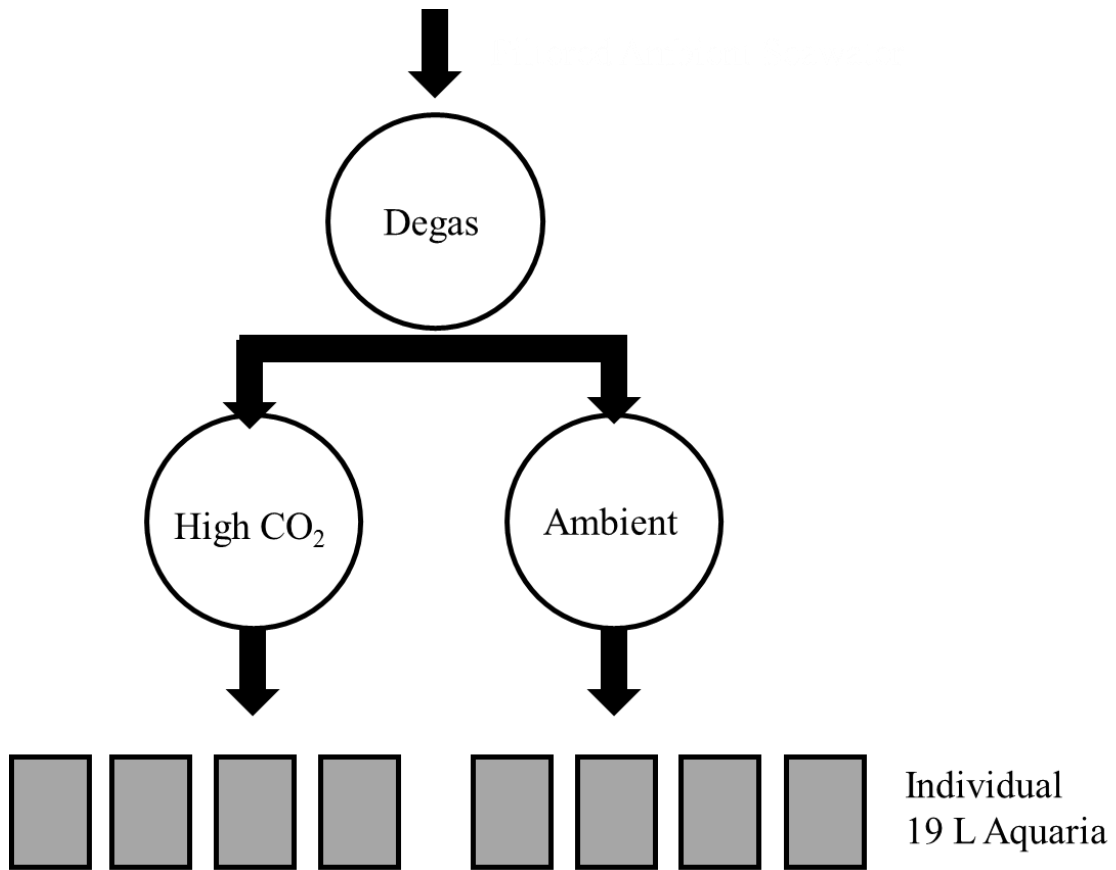 Degas
High CO₂
Ambient
Individual
19 L Aquaria